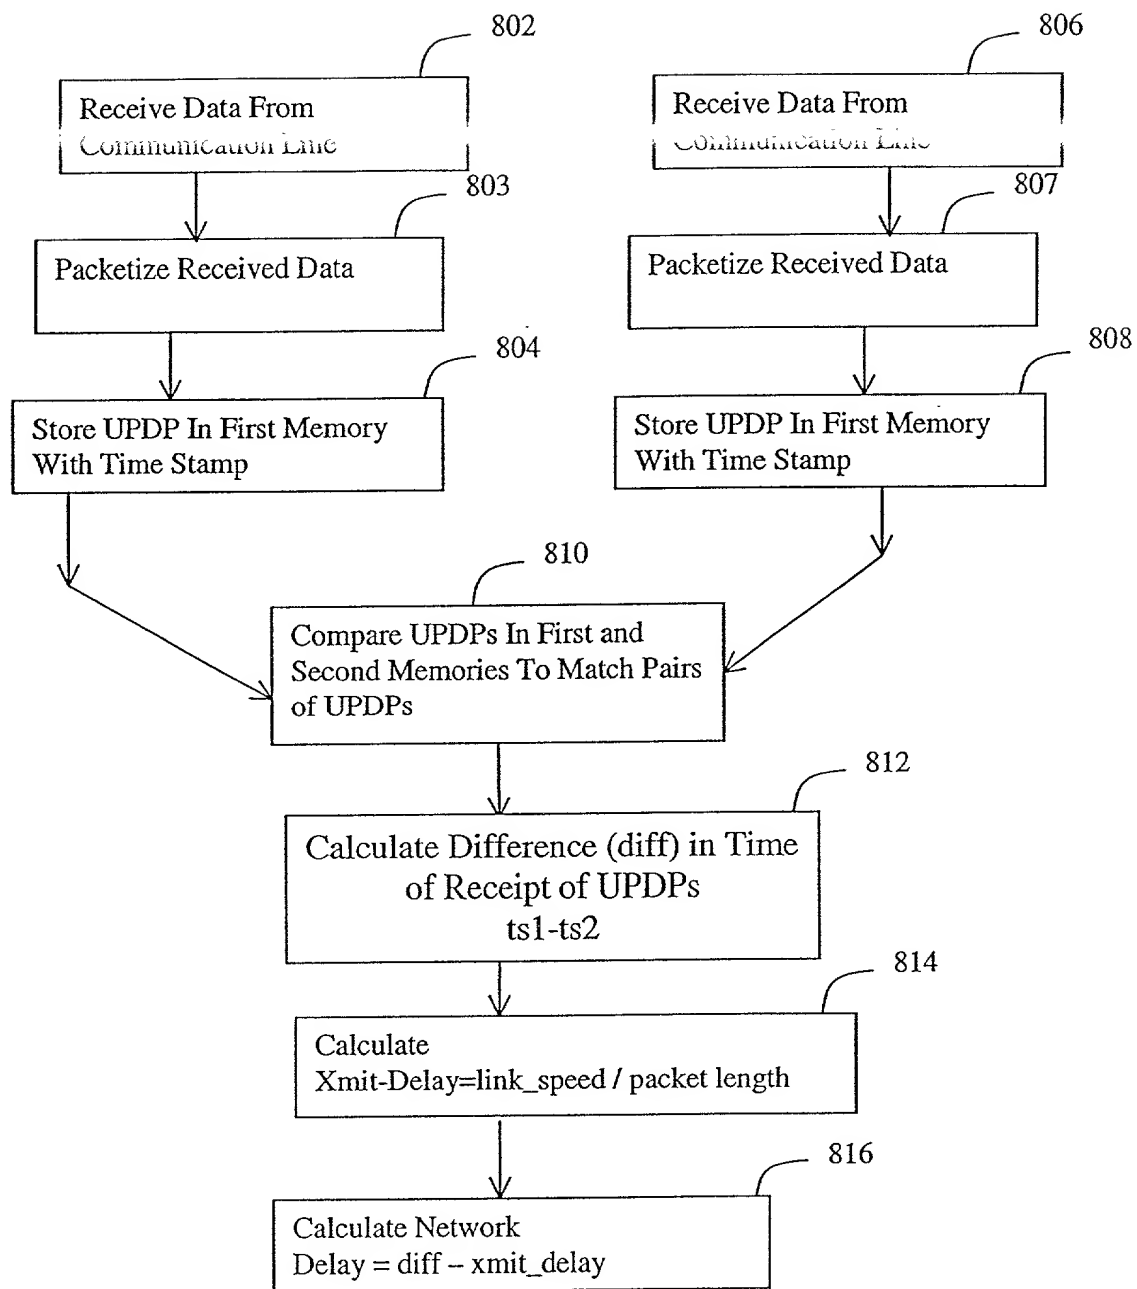 802
Receive Data From
Communication Line
803
Packetize Received Data
804
Store UPDP In First Memory
With Time Stamp
806
Receive Data From
Communication Line
807
Packetize Received Data
808
Store UPDP In First Memory
With Time Stamp
810
Compare UPDPs In First and
Second Memories To Match Pairs
of UPDPs
812
Calculate Difference (diff) in Time
of Receipt of UPDPs
ts1-ts2
814
Calculate
Xmit-Delay=link_speed / packet length
816
Calculate Network
Delay = diff – xmit_delay